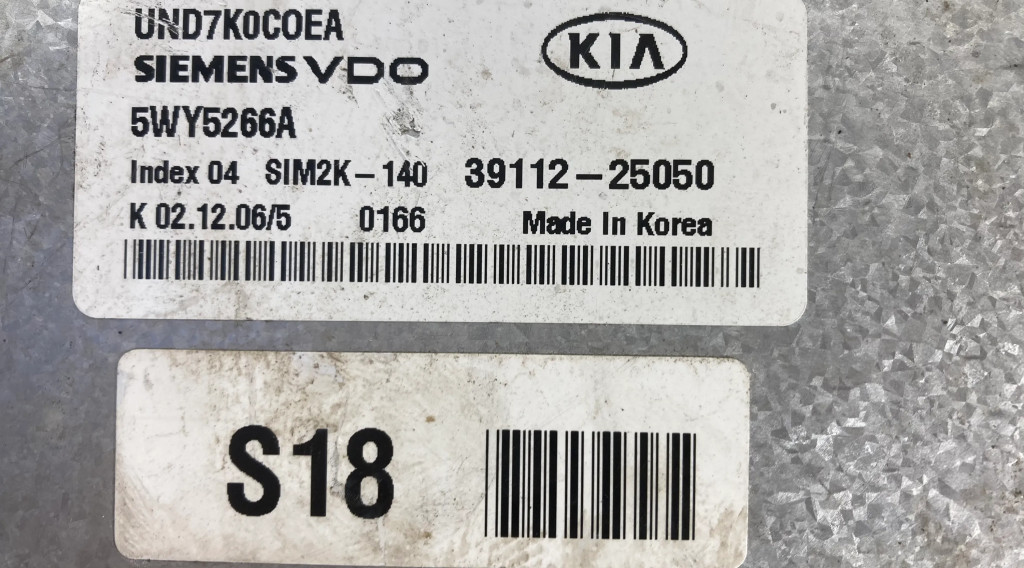 UND7K0C0EA
SIEMENS VDO
KIA
5WY5266A
Index 04 SIM2K-140 39112-25050
K 02.12.06/5 0166 Made In Korea
S18